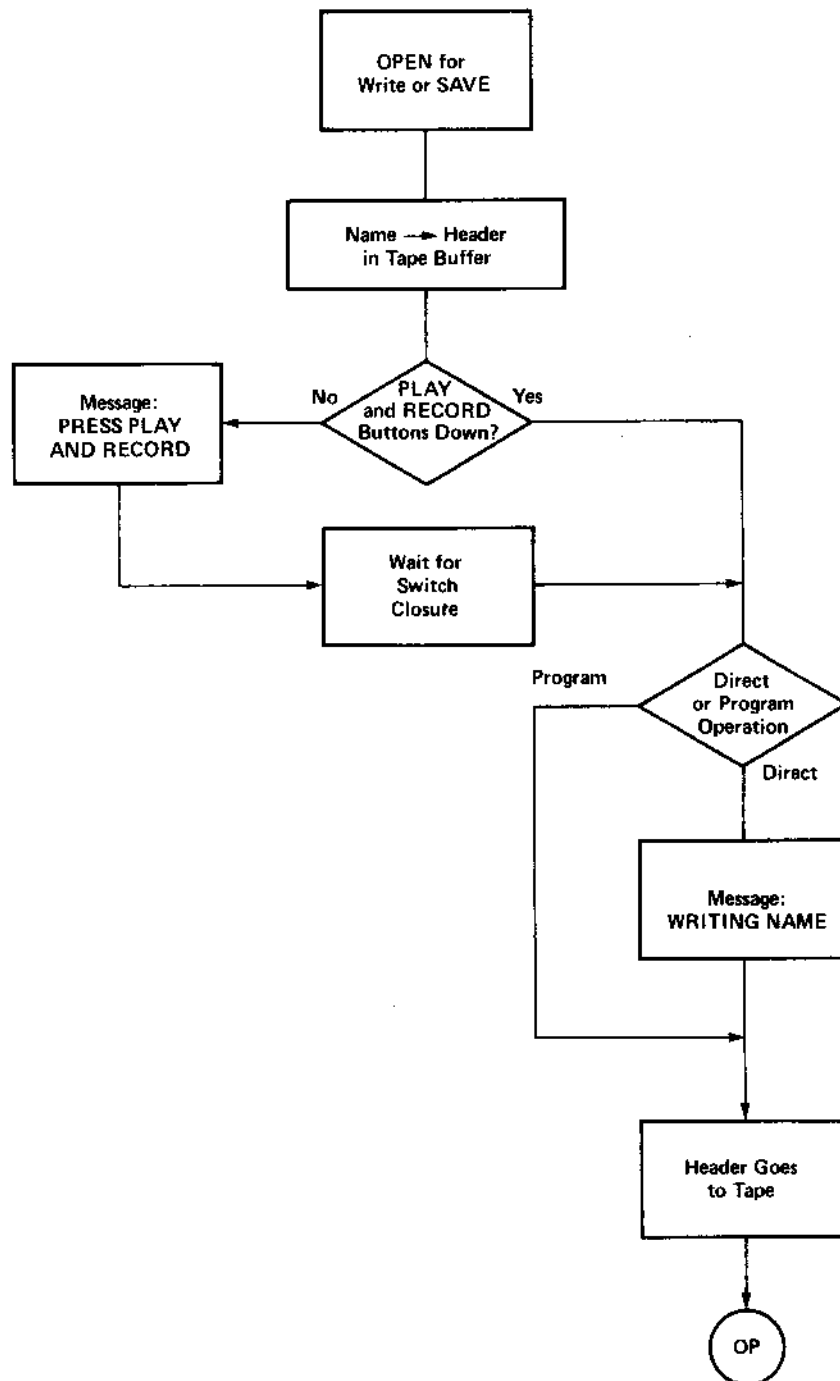 OPEN for
Write or SAVE
Name → Header
in Tape Buffer
No
PLAY
and RECORD
Buttons Down?
Yes
Message:
PRESS PLAY
AND RECORD
Wait for
Switch
Closure
Program
Direct
or Program
Operation
Direct
Message:
WRITING NAME
Header Goes
to Tape
OP